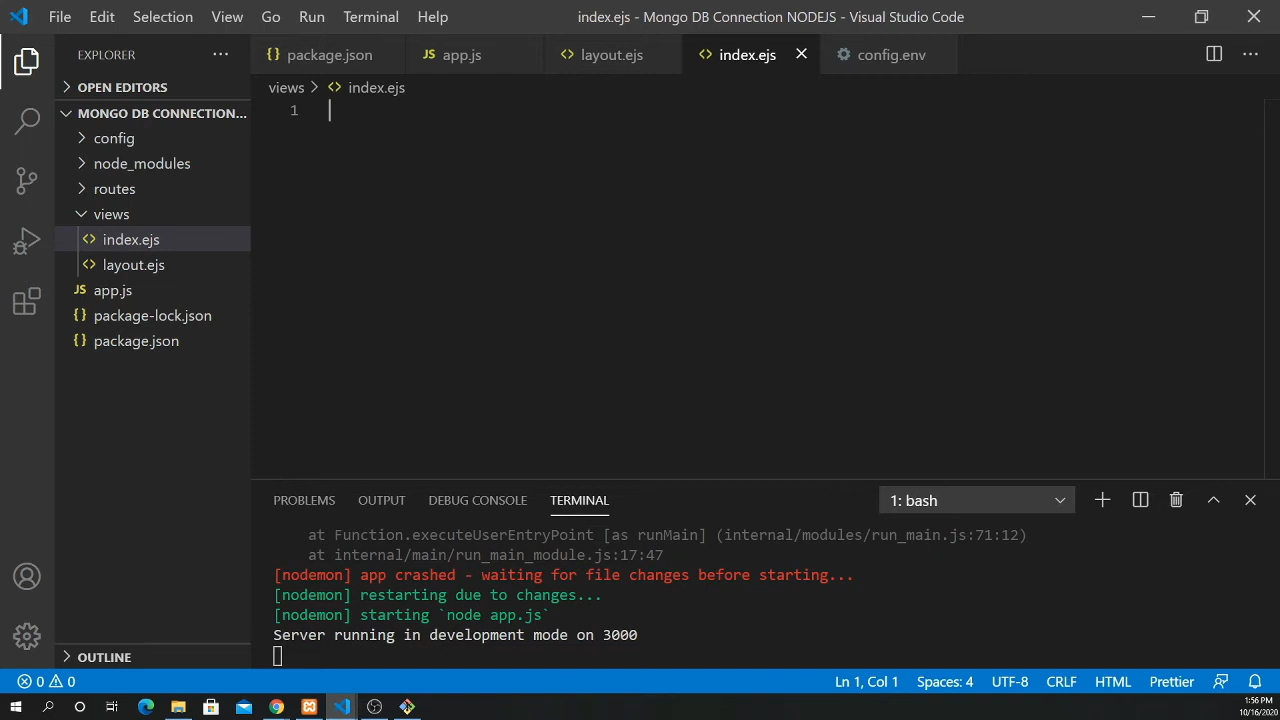 File Edit Selection View Go Run Terminal Help index.ejs - Mongo DB Connection NODEJS - Visual Studio Code
EXPLORER
{} package.json JS app.js <> layout.ejs <> index.ejs config.env
OPEN EDITORS
views > <> index.ejs
1
MONGO DB CONNECTION...
config
node_modules
routes
views
<> index.ejs
<> layout.ejs
JS app.js
{} package-lock.json
{} package.json
OUTLINE
PROBLEMS OUTPUT DEBUG CONSOLE TERMINAL 1: bash
at Function.executeUserEntryPoint [as runMain] (internal/modules/run_main.js:71:12)
at internal/main/run_main_module.js:17:47
[nodemon] app crashed - waiting for file changes before starting...
[nodemon] restarting due to changes...
[nodemon] starting `node app.js`
Server running in development mode on 3000
0 0 Ln 1, Col 1 Spaces: 4 UTF-8 CRLF HTML Prettier
1:56 PM
10/16/2020